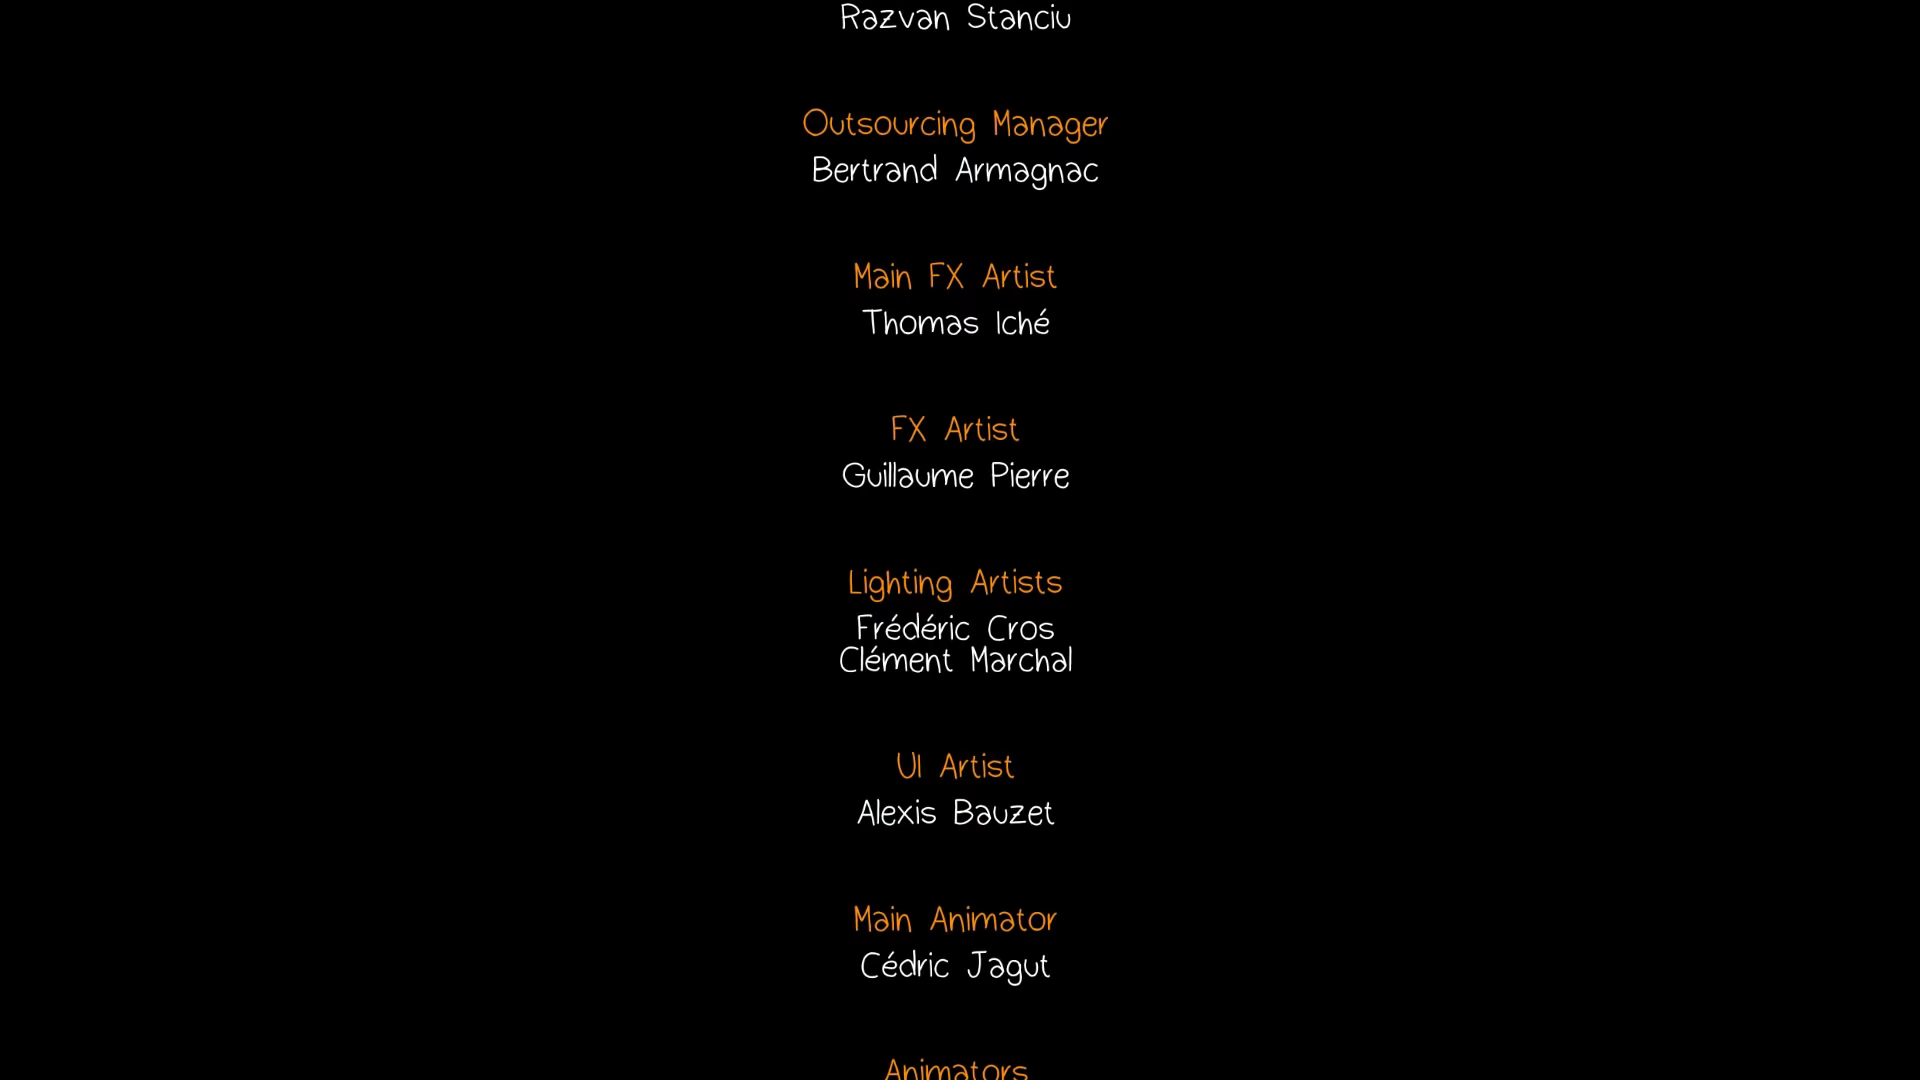 Razvan Stanciu
Outsourcing Manager
Bertrand Armagnac
Main FX Artist
Thomas Iché
FX Artist
Guillaume Pierre
Lighting Artists
Frédéric Cros
Clément Marchal
UI Artist
Alexis Bauzet
Main Animator
Cédric Jagut
Animators